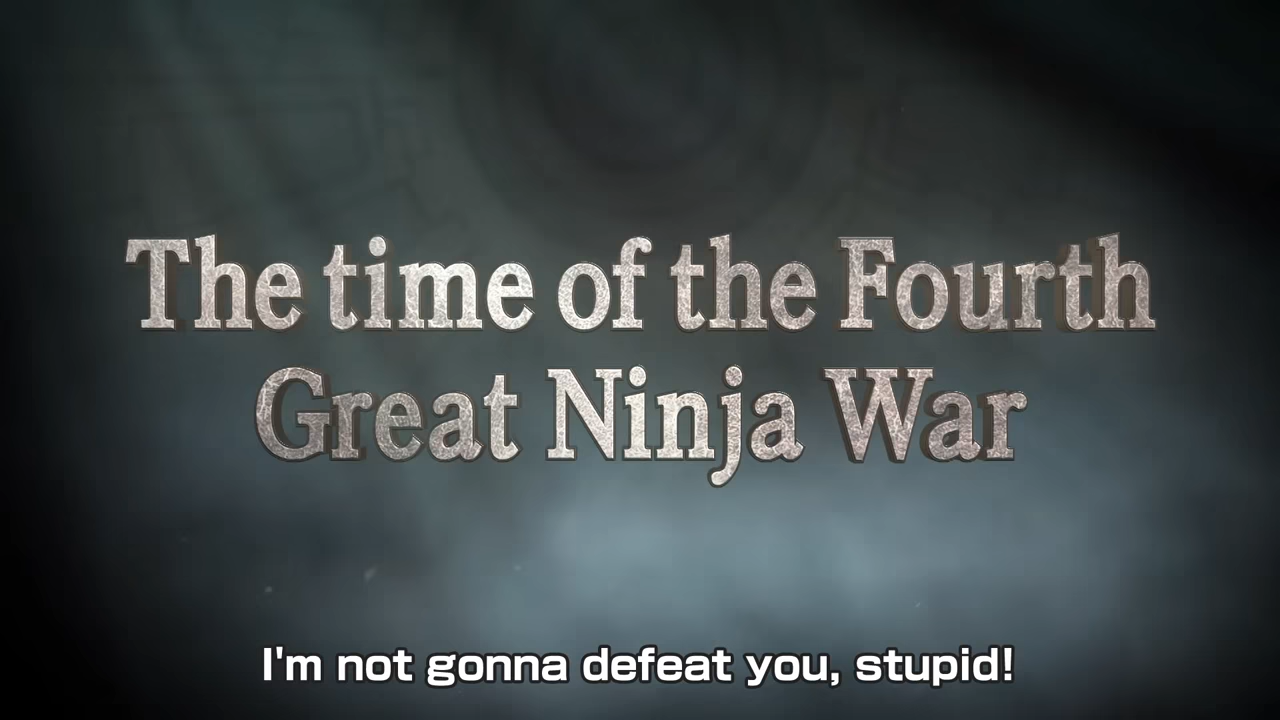 The time of the Fourth
Great Ninja War
I'm not gonna defeat you, stupid!